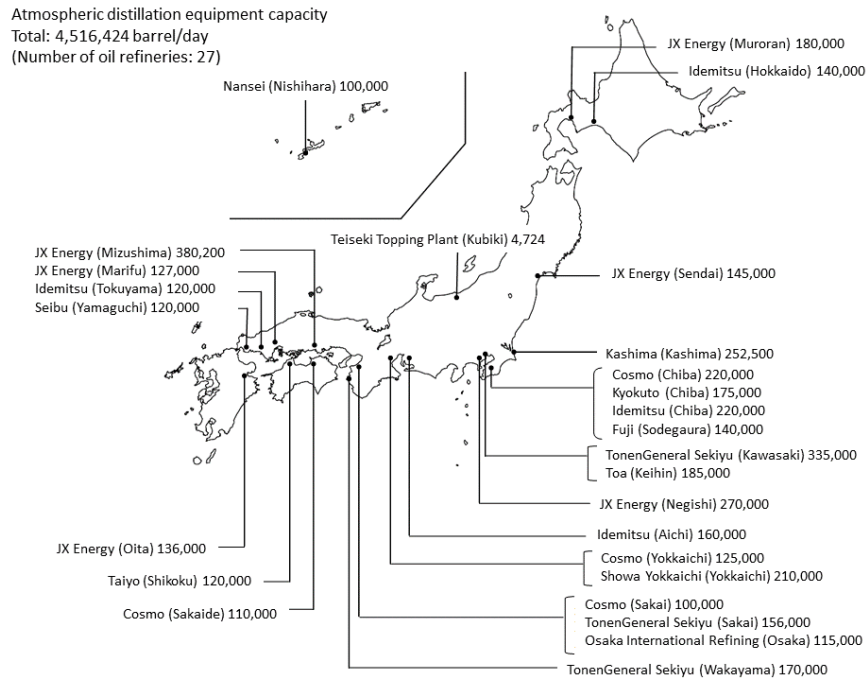 Atmospheric distillation equipment capacity
Total: 4,516,424 barrel/day
(Number of oil refineries: 27)
JX Energy (Muroran) 180,000
Idemitsu (Hokkaido) 140,000
Nansei (Nishihara) 100,000
Teiseki Topping Plant (Kubiki) 4,724
JX Energy (Mizushima) 380,200
JX Energy (Marifu) 127,000
Idemitsu (Tokuyama) 120,000
Seibu (Yamaguchi) 120,000
JX Energy (Sendai) 145,000
Kashima (Kashima) 252,500
Cosmo (Chiba) 220,000
Kyokuto (Chiba) 175,000
Idemitsu (Chiba) 220,000
Fuji (Sodegaura) 140,000
TonenGeneral Sekiyu (Kawasaki) 335,000
Toa (Keihin) 185,000
JX Energy (Negishi) 270,000
Idemitsu (Aichi) 160,000
JX Energy (Oita) 136,000
Cosmo (Yokkaichi) 125,000
Showa Yokkaichi (Yokkaichi) 210,000
Taiyo (Shikoku) 120,000
Cosmo (Sakaide) 110,000
Cosmo (Sakai) 100,000
TonenGeneral Sekiyu (Sakai) 156,000
Osaka International Refining (Osaka) 115,000
TonenGeneral Sekiyu (Wakayama) 170,000